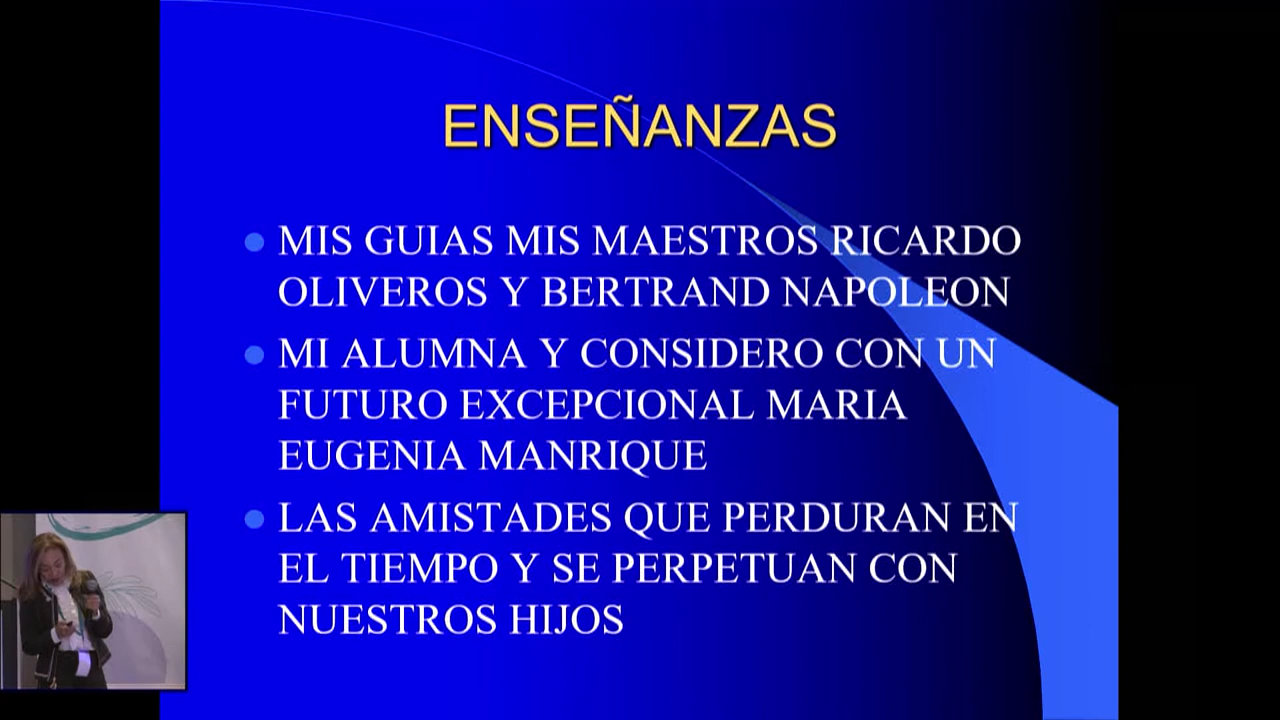 ENSEÑANZAS
MIS GUIAS MIS MAESTROS RICARDO
OLIVEROS Y BERTRAND NAPOLEON
MI ALUMNA Y CONSIDERO CON UN
FUTURO EXCEPCIONAL MARIA
EUGENIA MANRIQUE
LAS AMISTADES QUE PERDURAN EN
EL TIEMPO Y SE PERPETUAN CON
NUESTROS HIJOS